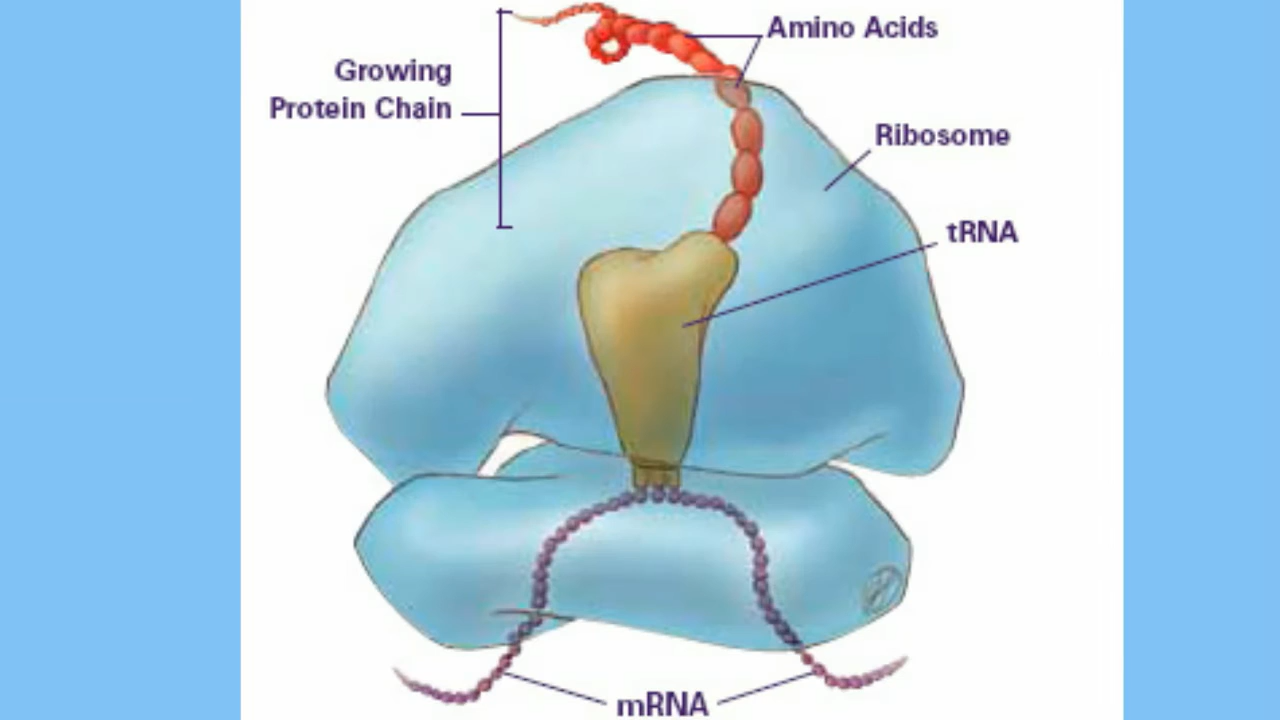 Amino Acids
Growing
Protein Chain
Ribosome
tRNA
mRNA